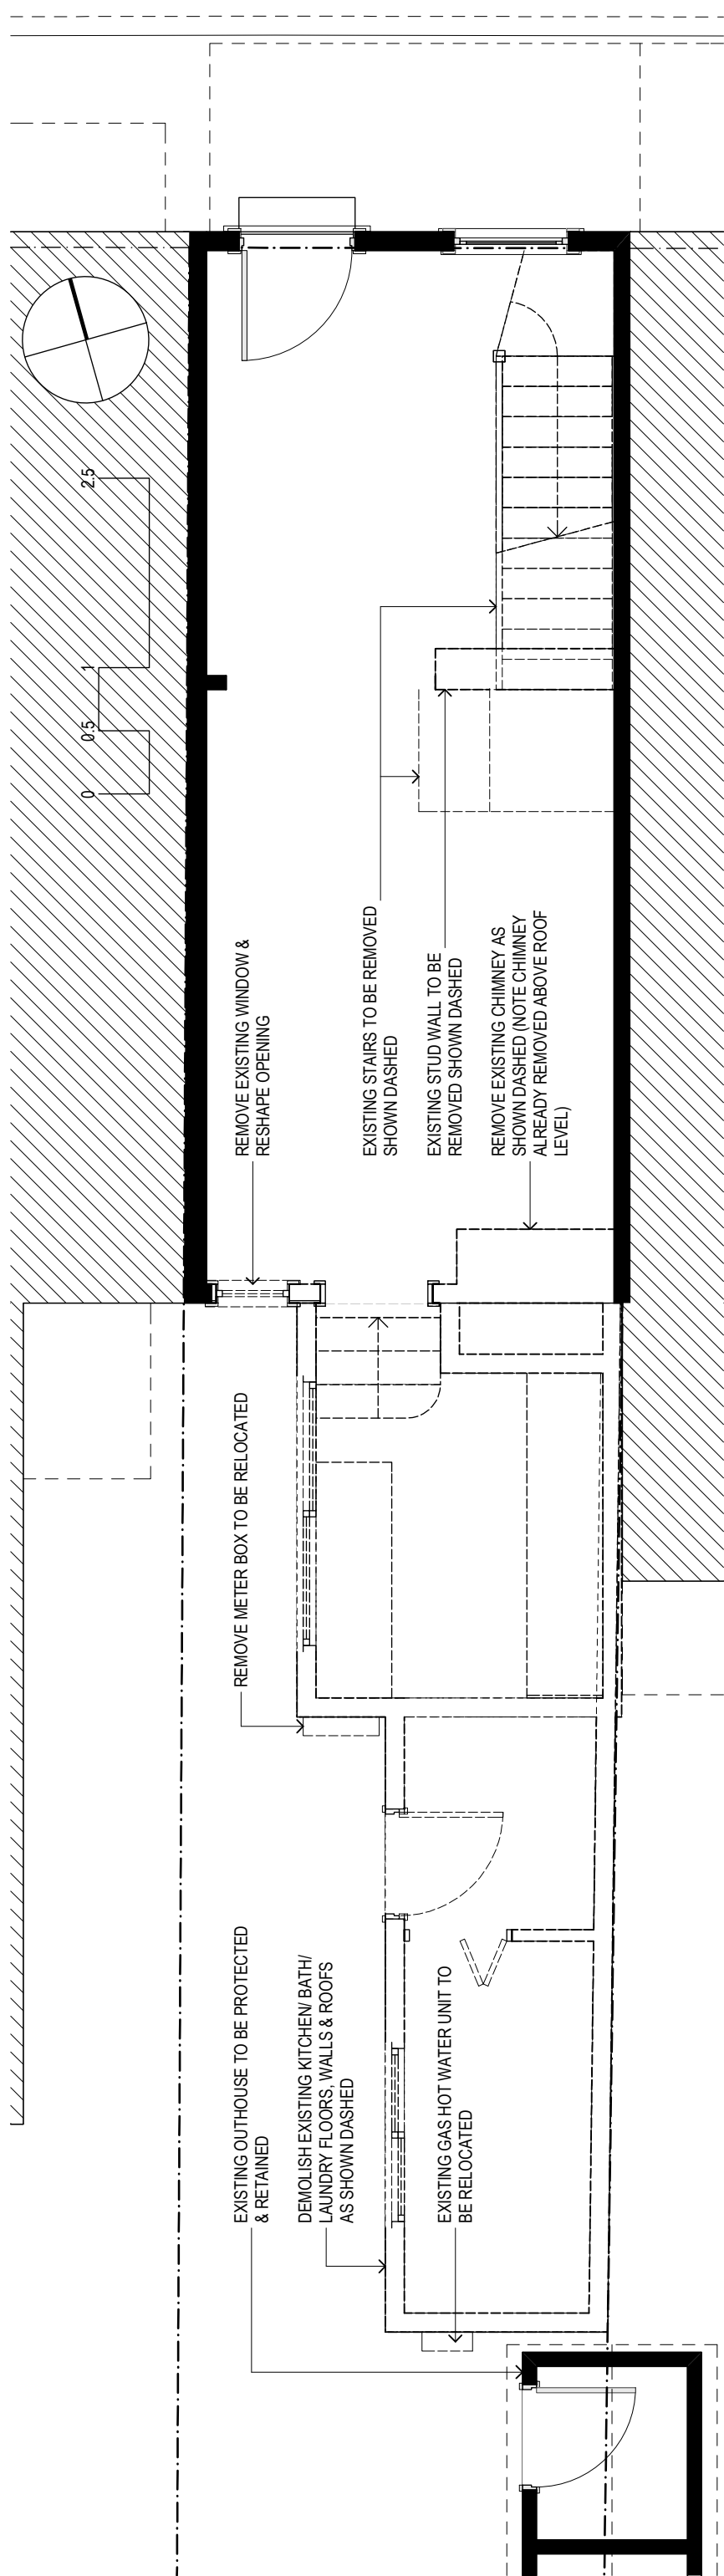 2.5
1
0.5
0
REMOVE EXISTING WINDOW &
RESHAPE OPENING
EXISTING STAIRS TO BE REMOVED
SHOWN DASHED
EXISTING STUD WALL TO BE
REMOVED SHOWN DASHED
REMOVE EXISTING CHIMNEY AS
SHOWN DASHED (NOTE CHIMNEY
ALREADY REMOVED ABOVE ROOF
LEVEL)
REMOVE METER BOX TO BE RELOCATED
EXISTING OUTHOUSE TO BE PROTECTED
& RETAINED
DEMOLISH EXISTING KITCHEN/ BATH/
LAUNDRY FLOORS, WALLS & ROOFS
AS SHOWN DASHED
EXISTING GAS HOT WATER UNIT TO
BE RELOCATED